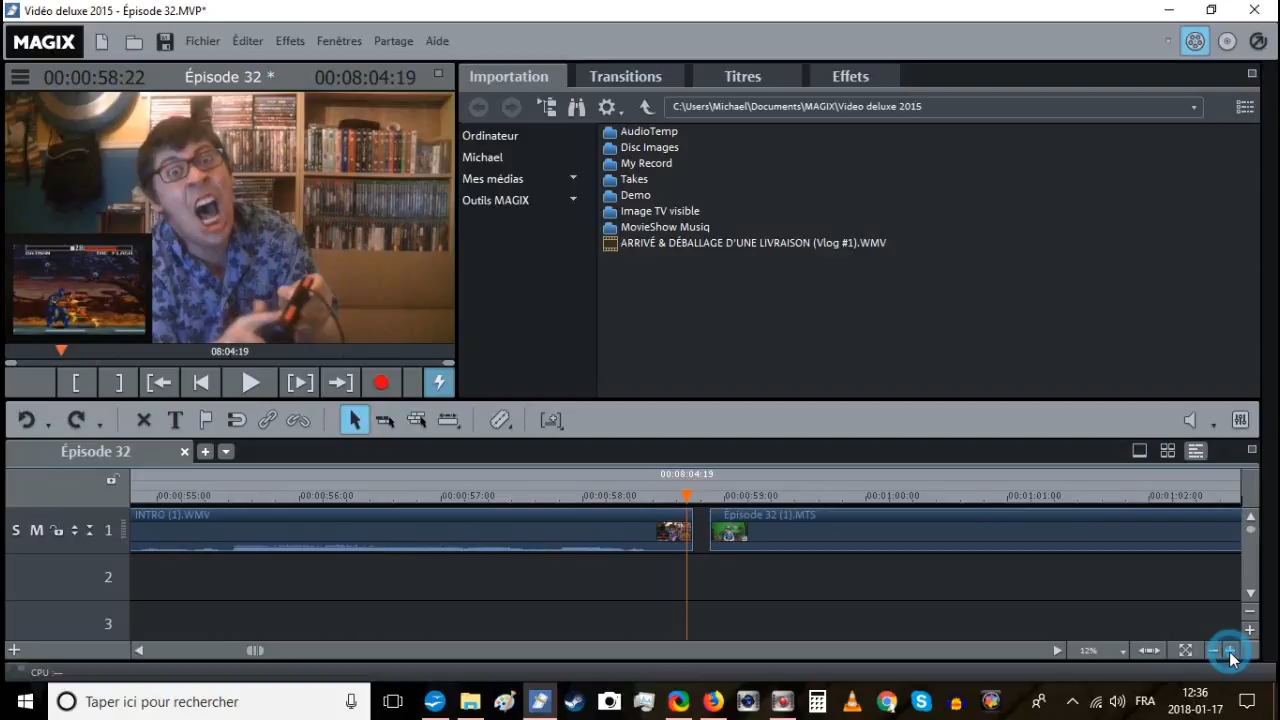 Vidéo deluxe 2015 - Épisode 32.MVP*
MAGIX
Fichier Éditer Effets Fenêtres Partage Aide
00:00:58:22 Épisode 32 * 00:08:04:19
Importation Transitions Titres Effets
C:\Users\Michael\Documents\MAGIX\Video deluxe 2015
Ordinateur
Michael
Mes médias
Outils MAGIX
AudioTemp
Disc Images
My Record
Takes
Demo
Image TV visible
MovieShow Musiq
ARRIVÉ & DÉBALLAGE D'UNE LIVRAISON (Vlog #1).WMV
BATMAN THE FLASH
08:04:19
Épisode 32
00:08:04:19
00:00:55:00 00:00:56:00 00:00:57:00 00:00:58:00 00:00:59:00 00:01:00:00 00:01:01:00 00:01:02:00
INTRO (1).WMV Episode 32 (1).MTS
S M 1
2
3
12%
CPU :—
Taper ici pour rechercher
FRA
12:36
2018-01-17